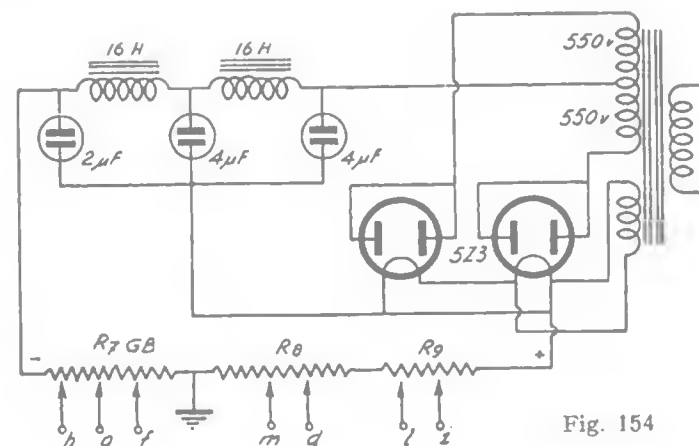 16 H 16 H 550v
550v
2µF 4µF 4µF
5Z3
- R7 GB R8 R9 +
h g f m d l i
Fig. 154